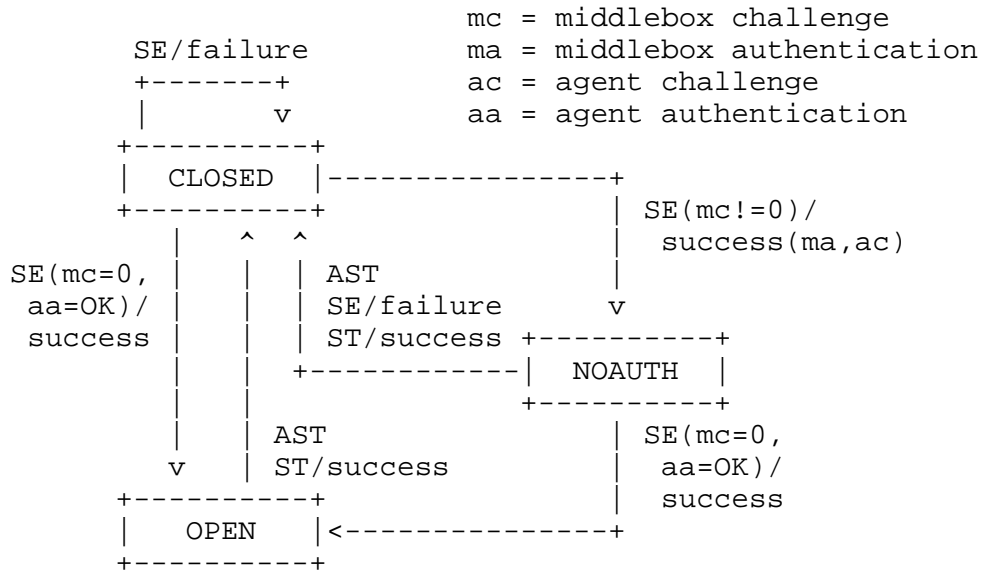 mc = middlebox challenge
SE/failure ma = middlebox authentication
ac = agent challenge
aa = agent authentication
CLOSED
SE(mc!=0)/
success(ma,ac)
SE(mc=0, AST
aa=OK)/ SE/failure
success ST/success
NOAUTH
AST SE(mc=0,
ST/success aa=OK)/
success
OPEN